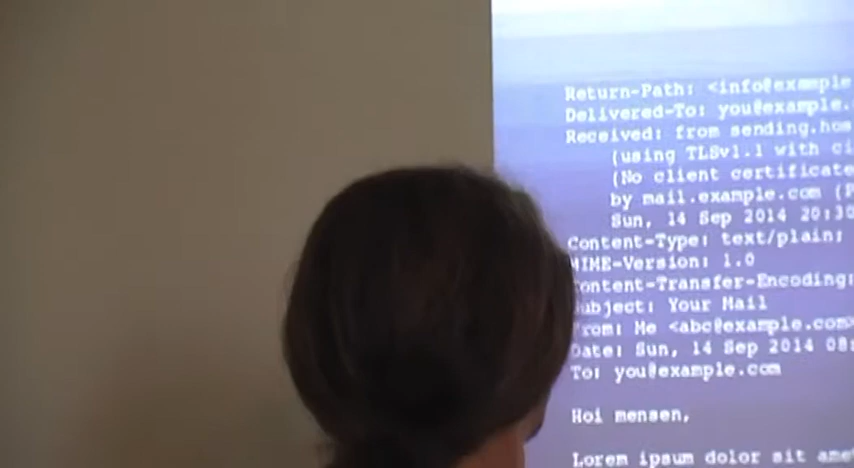 Return-Path: <info@example
Delivered-To: you@example.
Received: from sending.hos
(using TLSv1.1 with ci
(No client certificate
by mail.example.com (P
Sun, 14 Sep 2014 20:30
Content-Type: text/plain;
MIME-Version: 1.0
Content-Transfer-Encoding:
Subject: Your Mail
From: Me <abc@example.com>
Date: Sun, 14 Sep 2014 08:
To: you@example.com
Hoi mensen,
Lorem ipsum dolor sit ame